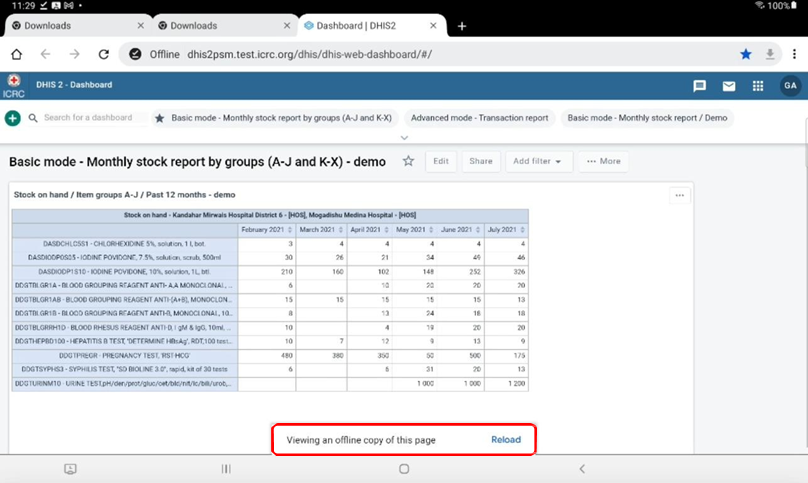 11:29
100%
Downloads
Downloads
Dashboard | DHIS2
Offline dhis2psm.test.icrc.org/dhis/dhis-web-dashboard/#/
ICRC
DHIS 2 - Dashboard
GA
Search for a dashboard
Basic mode - Monthly stock report by groups (A-J and K-X)
Advanced mode - Transaction report
Basic mode - Monthly stock report / Demo
Basic mode - Monthly stock report by groups (A-J and K-X) - demo
Edit
Share
Add filter
More
Stock on hand / Item groups A-J / Past 12 months - demo
Stock on hand - Kandahar Mirwais Hospital District 6 - [HOS], Mogadishu Medina Hospital - [HOS]
February 2021 March 2021 April 2021 May 2021 June 2021 July 2021
DASDCHLC5S1 - CHLORHEXIDINE 5%, solution, 1 l, bot. 3 4 4 4 4 4
DASDIODP0S05 - IODINE POVIDONE, 7.5%, solution, scrub, 500ml 30 26 21 34 49 46
DASDIODP1S10 - IODINE POVIDONE, 10%, solution, 1L, btl. 210 160 102 148 252 326
DDGTBLGR1A - BLOOD GROUPING REAGENT ANTI-A,A MONOCLONAL, ... 6 10 20 20 20
DDGTBLGR1AB - BLOOD GROUPING REAGENT ANTI-(A+B), MONOCLON... 15 15 15 15 15 13
DDGTBLGR1B - BLOOD GROUPING REAGENT ANTI-B, MONOCLONAL, 10... 8 13 24 18 18
DDGTBLGRRH1D - BLOOD RHESUS REAGENT ANTI-D, I gM & IgG, 10ml, ... 10 4 19 20 20
DDGTHEPBD100 - HEPATITIS B TEST, "DETERMINE HBsAg", RDT,100 test... 10 7 12 9 13 9
DDGTPREGR - PREGNANCY TEST, 'RST-HCG' 480 380 350 50 500 175
DDGTSYPHS3 - SYPHILIS TEST, "SD BIOLINE 3.0", rapid, kit of 30 tests 6 6 31 20 13
DDGTURINM10 - URINE TEST,pH/den/prot/gluc/cet/bld/nit/lc/bili/urob,... 1 000 1 000 1 200
Viewing an offline copy of this page
Reload